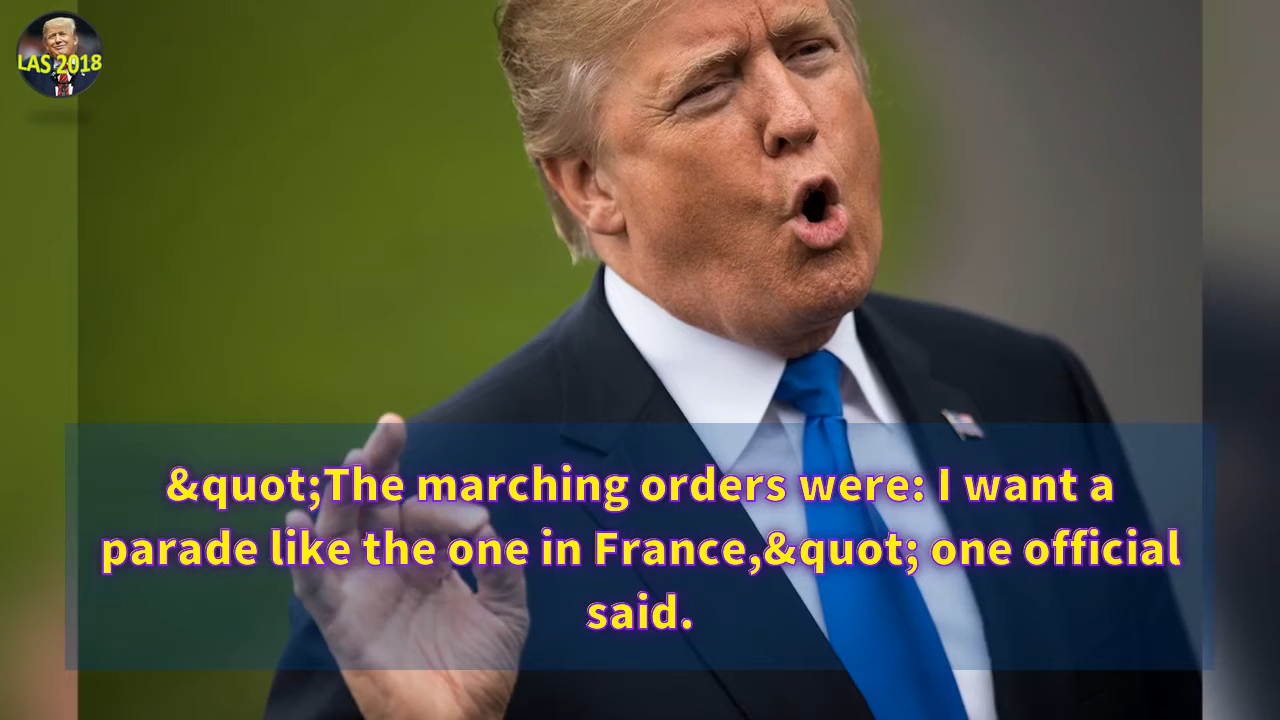 LAS 2018
&quot;The marching orders were: I want a
parade like the one in France,&quot; one official
said.